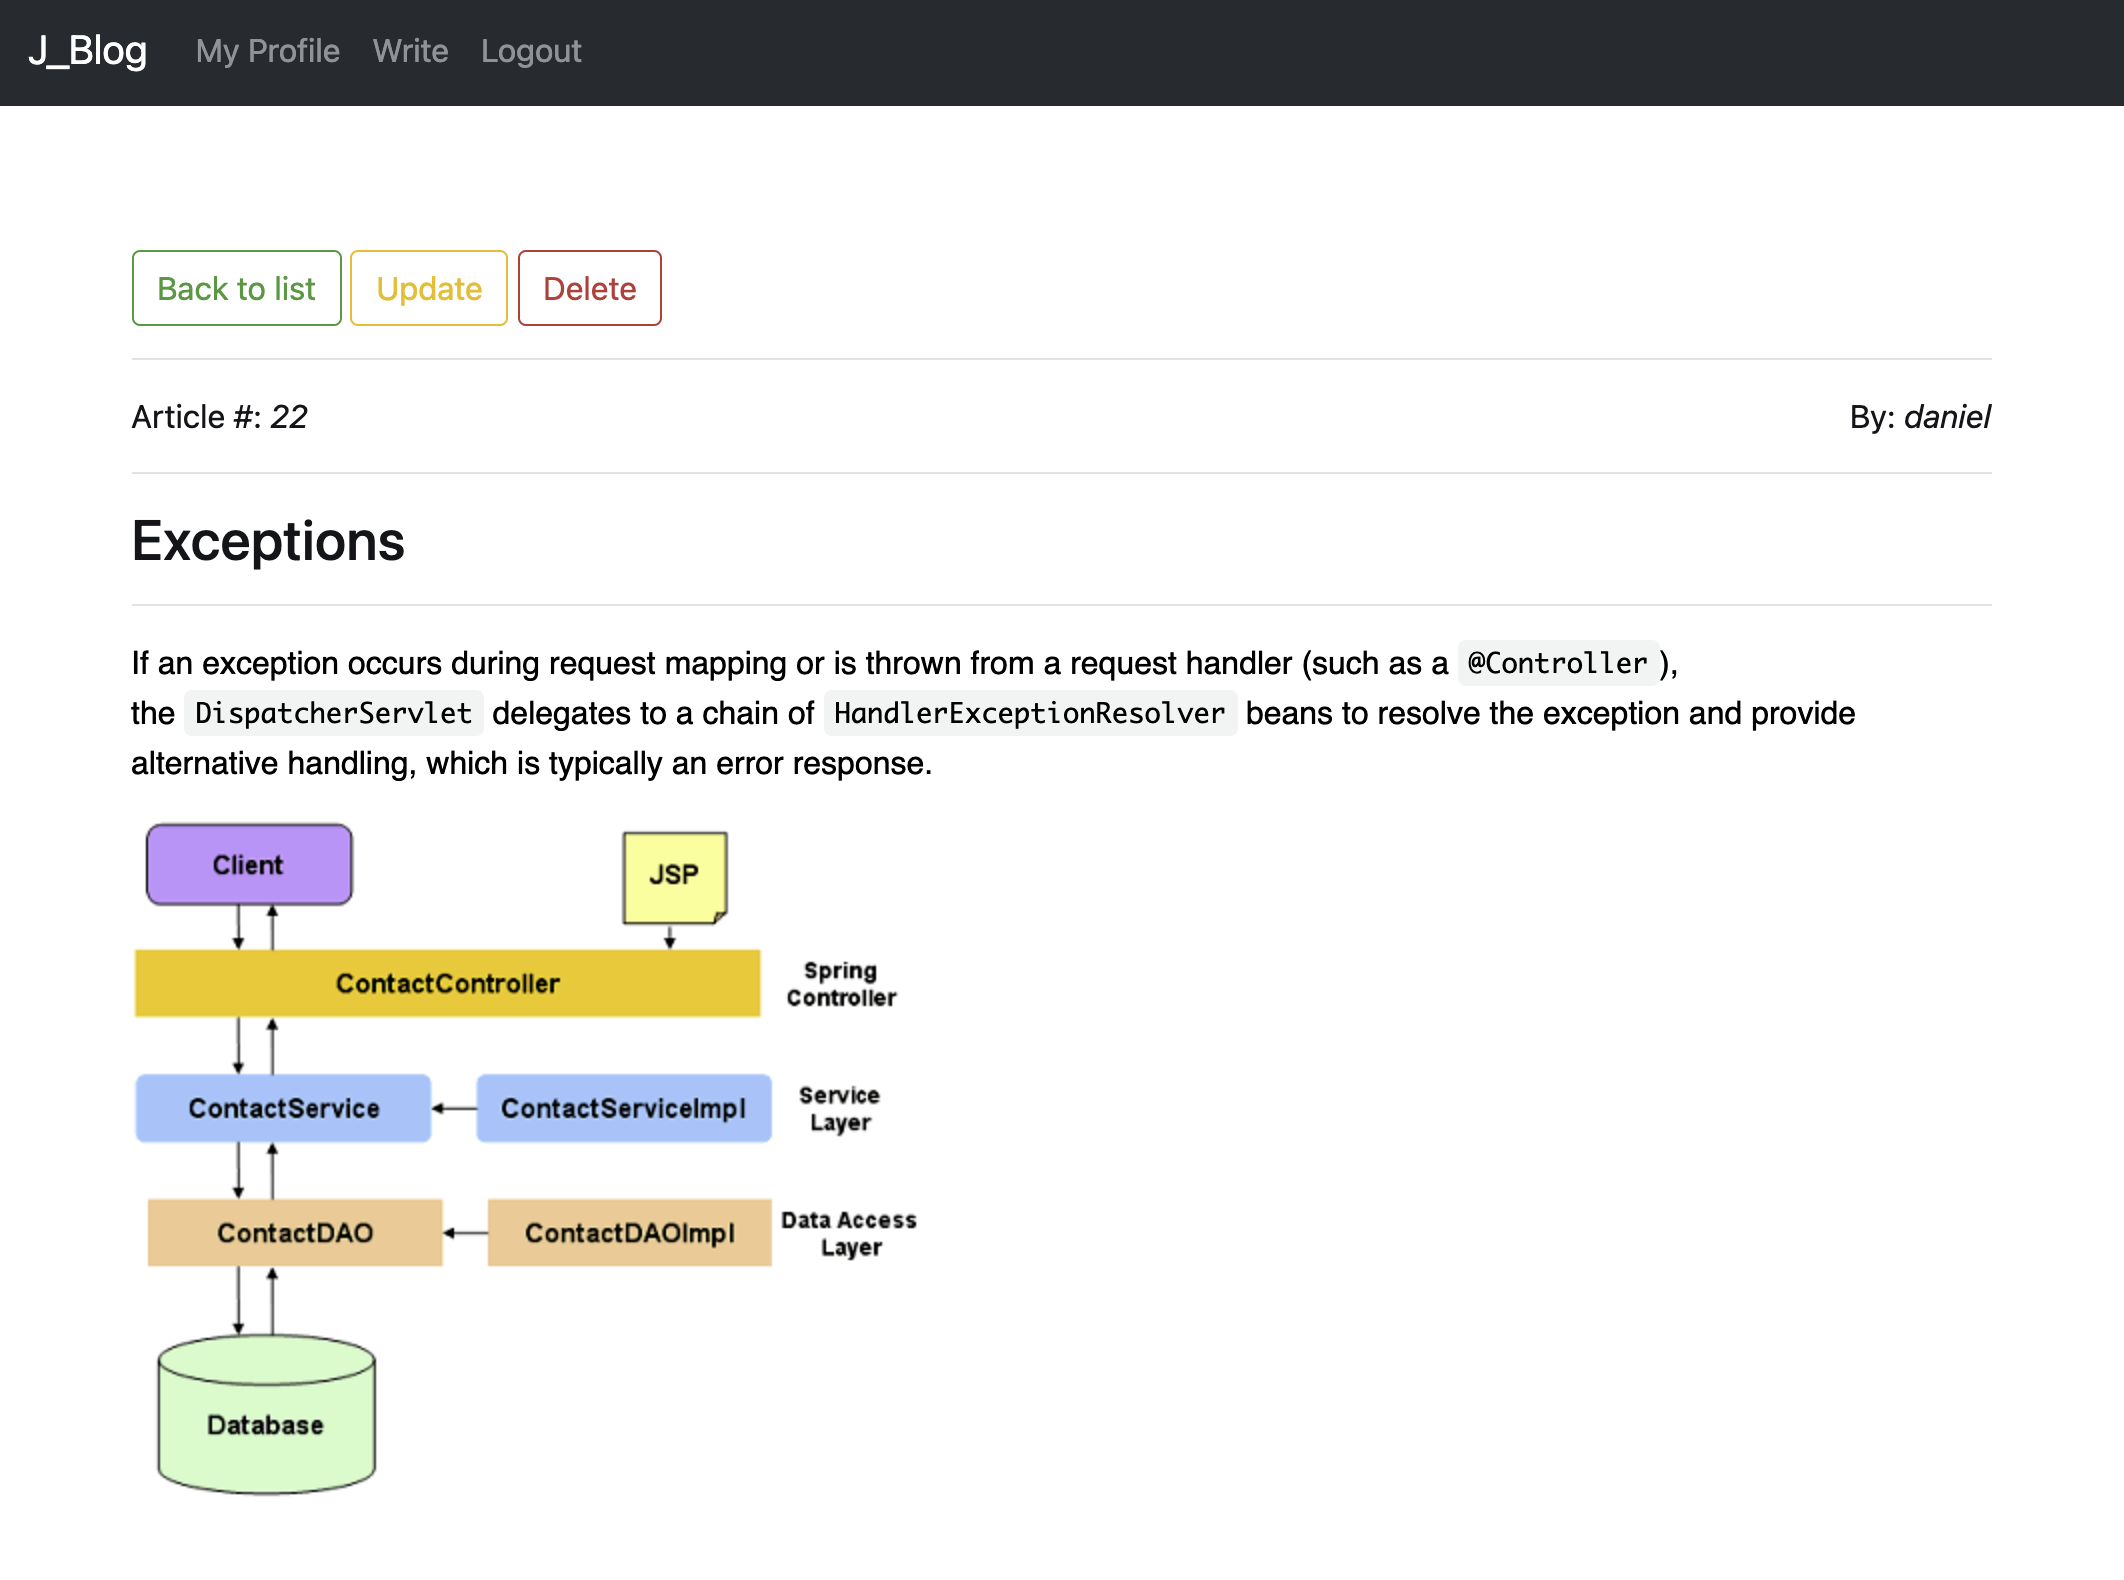 J_Blog My Profile Write Logout
Back to list Update Delete
Article #: 22 By: daniel
Exceptions
If an exception occurs during request mapping or is thrown from a request handler (such as a @Controller),
the DispatcherServlet delegates to a chain of HandlerExceptionResolver beans to resolve the exception and provide
alternative handling, which is typically an error response.
Client
JSP
ContactController
Spring
Controller
ContactService
ContactServiceImpl
Service
Layer
ContactDAO
ContactDAOImpl
Data Access
Layer
Database